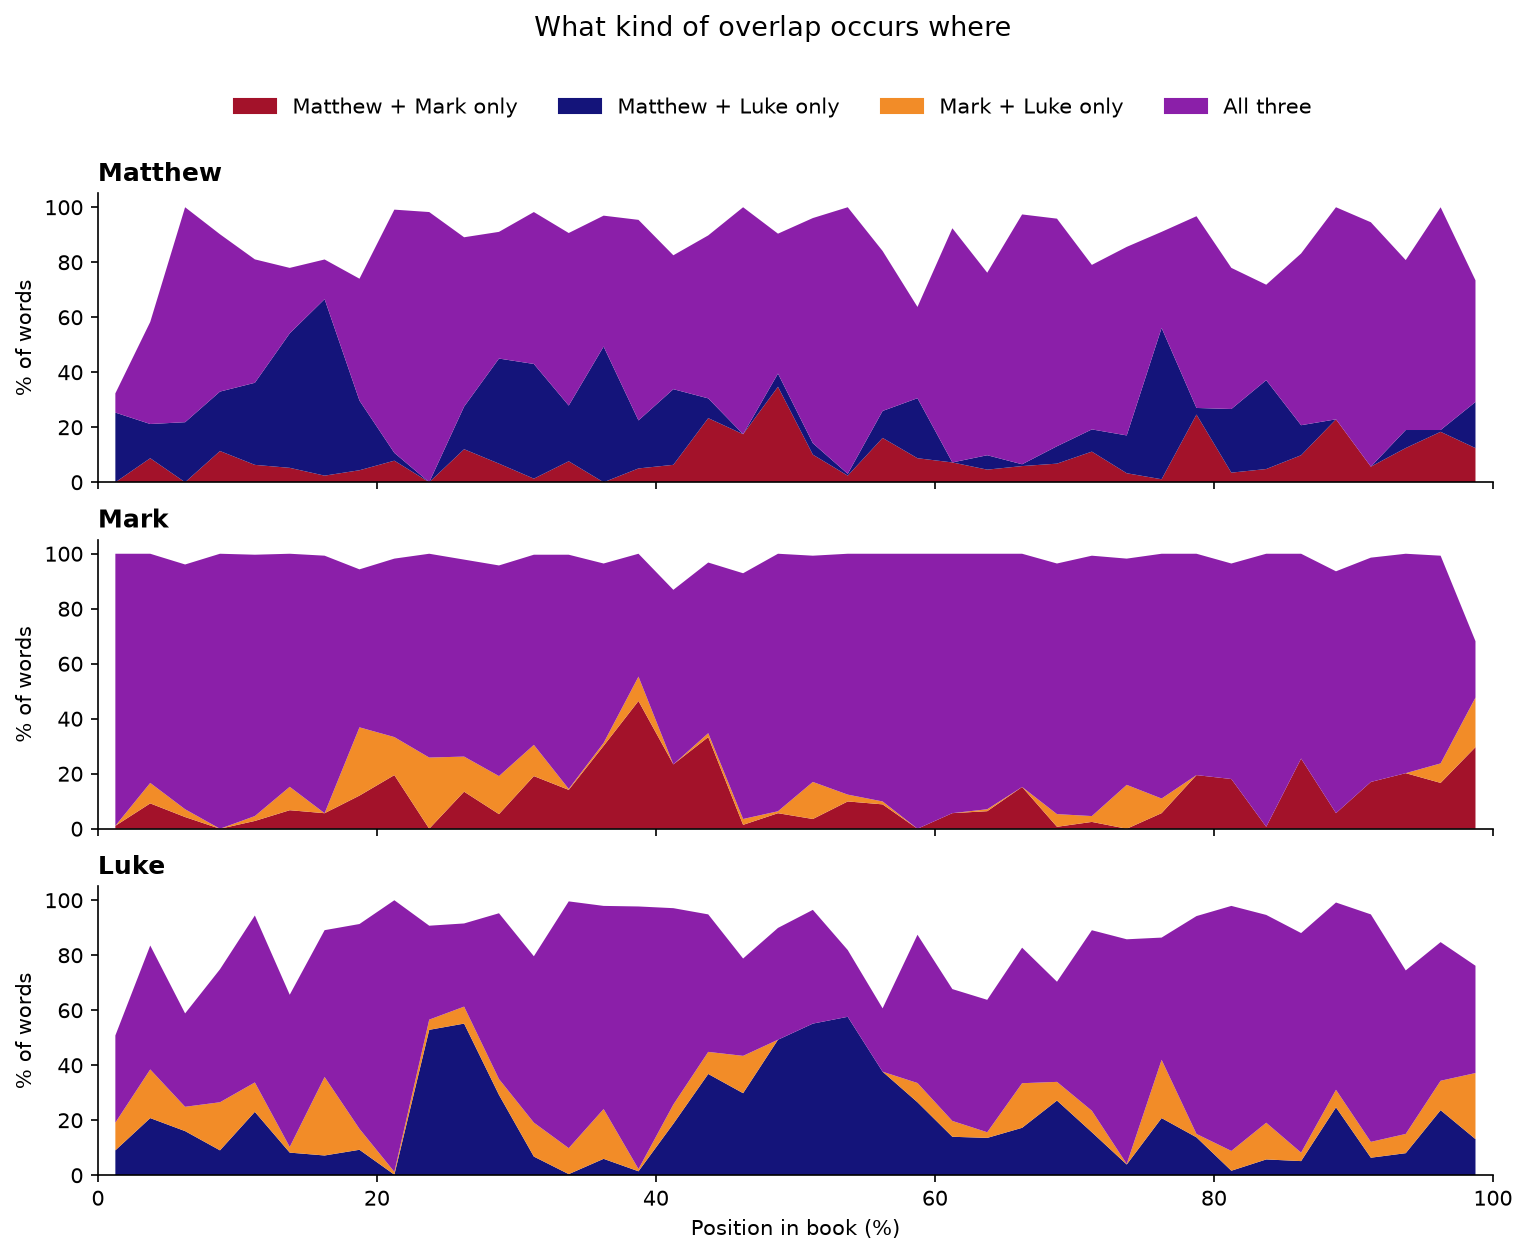 What kind of overlap occurs where
Matthew + Mark only
Matthew + Luke only
Mark + Luke only
All three
Matthew
100
80
60
40
20
0
% of words
Mark
100
80
60
40
20
0
% of words
Luke
100
80
60
40
20
0
% of words
0
20
40
60
80
100
Position in book (%)